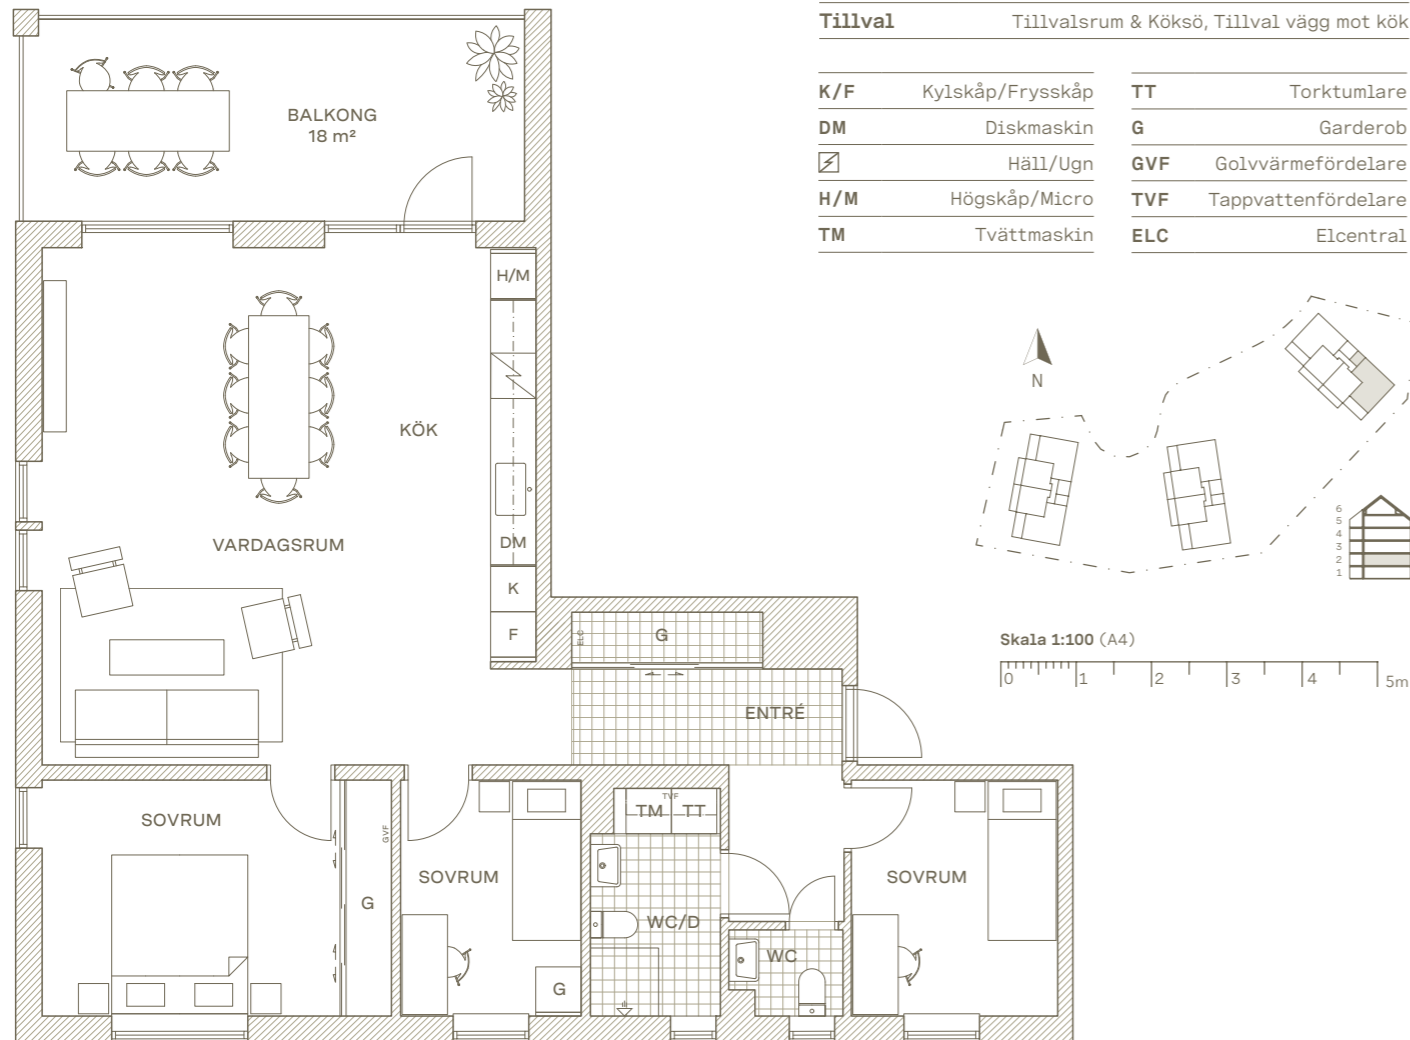 Tillval Tillvalsrum & Köksö, Tillval vägg mot kök
K/F Kylskåp/Frysskåp
DM Diskmaskin
Häll/Ugn
H/M Högskåp/Micro
TM Tvättmaskin
TT Torktumlare
G Garderob
GVF Golvvärmefördelare
TVF Tappvattenfördelare
ELC Elcentral
BALKONG
18 m²
H/M
KÖK
VARDAGSRUM
DM
K
F
ELC
G
ENTRÉ
SOVRUM
GVF
G
SOVRUM
G
TVF
TM TT
WC/D
WC
SOVRUM
N
6
5
4
3
2
1
Skala 1:100 (A4)
0 1 2 3 4 5m